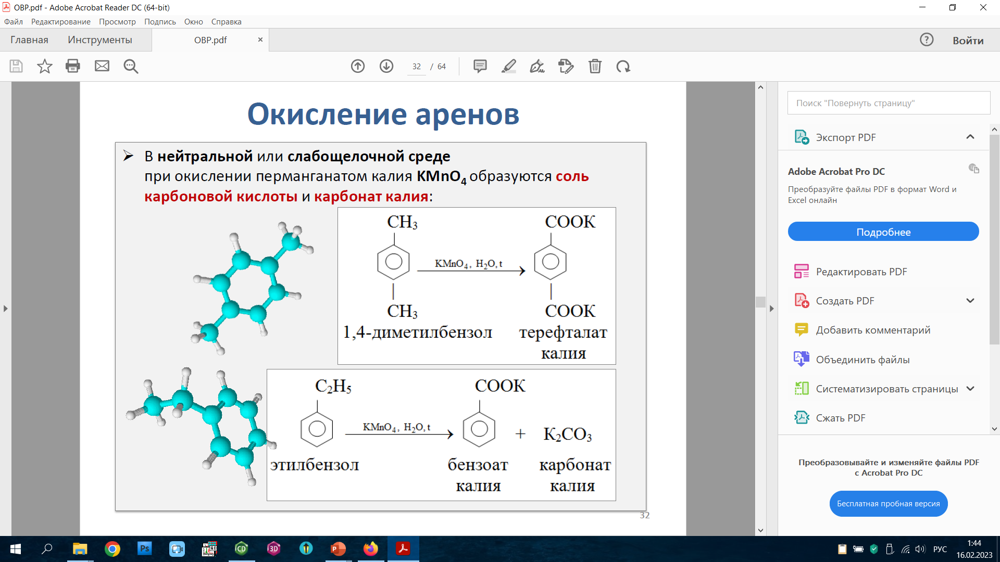 OBP.pdf - Adobe Acrobat Reader DC (64-bit)
Файл Редактирование Просмотр Подпись Окно Справка
Главная Инструменты OBP.pdf × ? Войти
32 / 64
Окисление аренов
В нейтральной или слабощелочной среде
при окислении перманганатом калия KMnO4 образуются соль
карбоновой кислоты и карбонат калия:
CH3 COOK
KMnO4, H2O, t
CH3 COOK
1,4-диметилбензол терефталат
калия
C2H5 COOK
KMnO4, H2O, t
+ K2CO3
этилбензол бензоат карбонат
калия калия
32
Поиск "Повернуть страницу"
Экспорт PDF
Adobe Acrobat Pro DC
Преобразуйте файлы PDF в формат Word и
Excel онлайн
Подробнее
Редактировать PDF
Создать PDF
Добавить комментарий
Объединить файлы
Систематизировать страницы
Сжать PDF
Преобразовывайте и изменяйте файлы PDF
с Acrobat Pro DC
Бесплатная пробная версия
Ps
CD
3D
P
РУС
1:44
16.02.2023